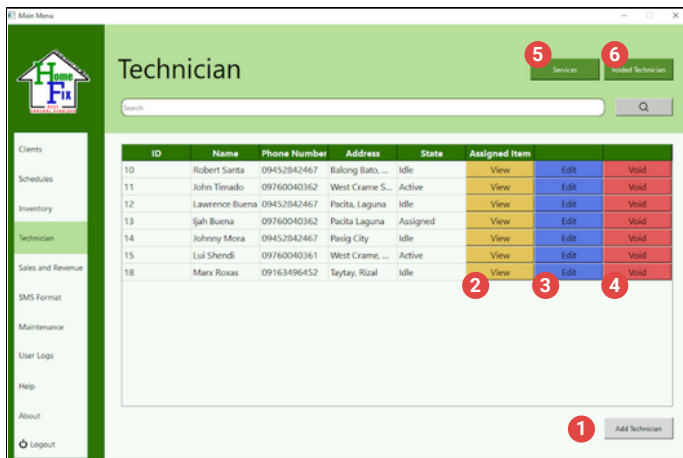 Main Menu
Home
Fix
PEST
CONTROL SERVICES
Technician
5
Services
6
Voided Technician
Search
Clients
Schedules
Inventory
Technician
Sales and Revenue
SMS Format
Maintenance
User Logs
Help
About
Logout
ID Name Phone Number Address State Assigned Item
10 Robert Santa 09452842467 Balong Bato, ... Idle View Edit Void
11 John Timado 09760040362 West Crame S... Active View Edit Void
12 Lawrence Buena 09452842467 Pacita, Laguna Idle View Edit Void
13 Ijah Buena 09760040362 Pacita Laguna Assigned View Edit Void
14 Johnny Mora 09452842467 Pasig City Idle View Edit Void
15 Lui Shendi 09760040361 West Crame, ... Active View Edit Void
18 Marx Roxas 09163496452 Taytay, Rizal Idle View Edit Void
2 3 4
1 Add Technician